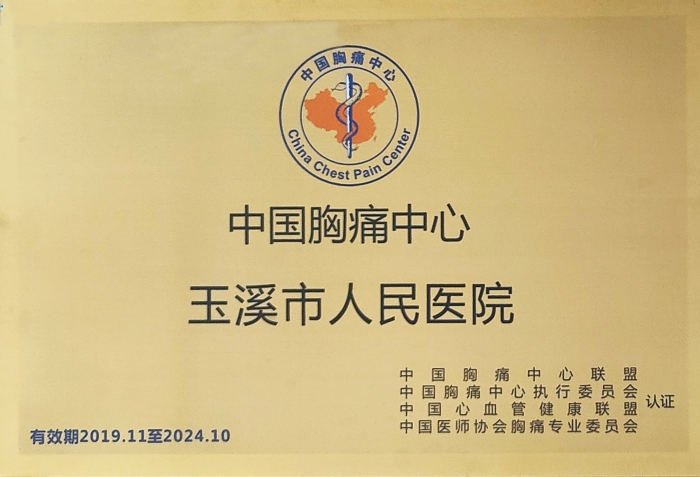 中国胸痛中心
China Chest Pain Center
中国胸痛中心
玉溪市人民医院
中国胸痛中心联盟
中国胸痛中心执行委员会
中国心血管健康联盟
中国医师协会胸痛专业委员会
认证
有效期2019.11至2024.10